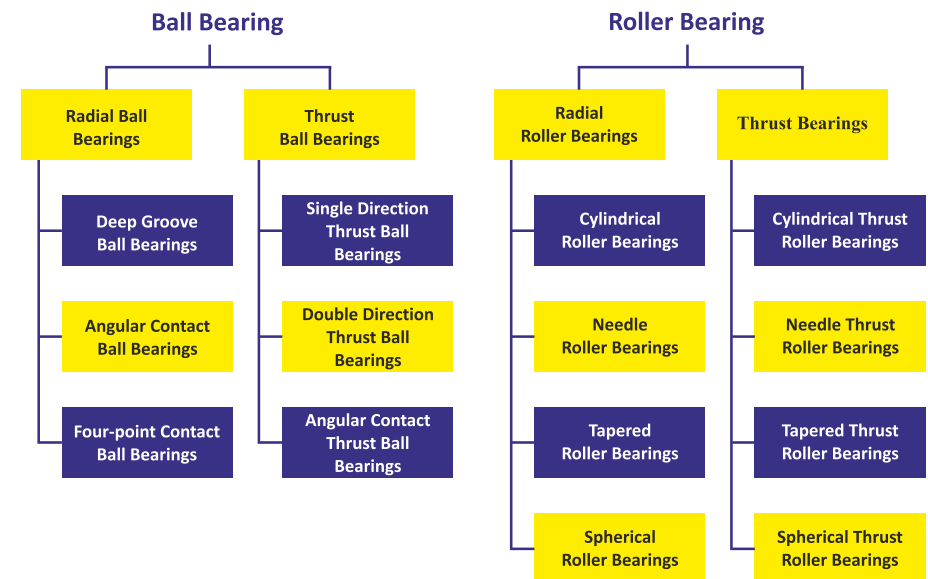 Ball Bearing
Radial Ball
Bearings
Deep Groove
Ball Bearings
Angular Contact
Ball Bearings
Four-point Contact
Ball Bearings
Thrust
Ball Bearings
Single Direction
Thrust Ball
Bearings
Double Direction
Thrust Ball
Bearings
Angular Contact
Thrust Ball
Bearings
Roller Bearing
Radial
Roller Bearings
Cylindrical
Roller Bearings
Needle
Roller Bearings
Tapered
Roller Bearings
Spherical
Roller Bearings
Thrust Bearings
Cylindrical Thrust
Roller Bearings
Needle Thrust
Roller Bearings
Tapered Thrust
Roller Bearings
Spherical Thrust
Roller Bearings